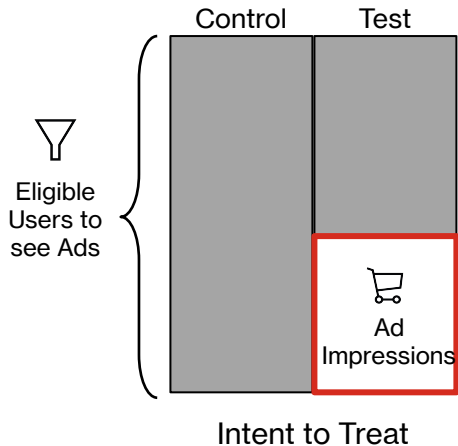 Control
Test
Eligible
Users to
see Ads
Ad
Impressions
Intent to Treat